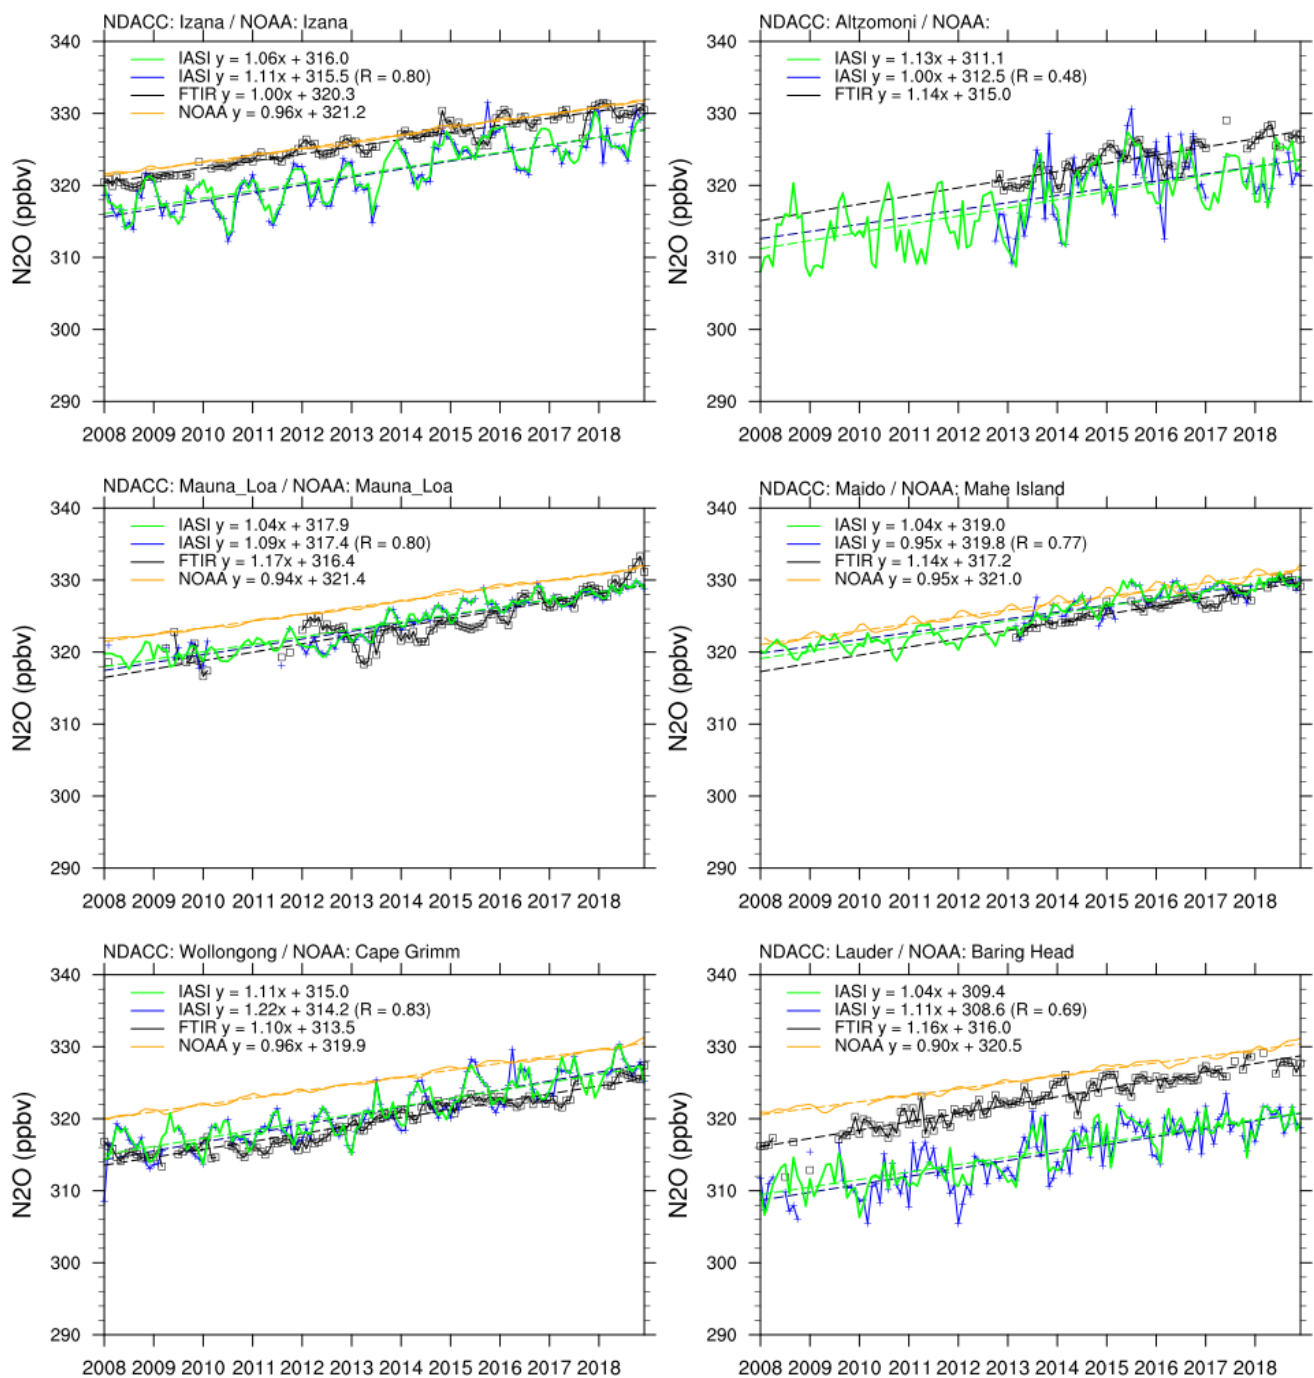 NDACC: Izana / NOAA: Izana
N2O (ppbv)
340
330
320
310
300
290
IASI y = 1.06x + 316.0
IASI y = 1.11x + 315.5 (R = 0.80)
FTIR y = 1.00x + 320.3
NOAA y = 0.96x + 321.2
2008 2009 2010 2011 2012 2013 2014 2015 2016 2017 2018
NDACC: Altzomoni / NOAA:
N2O (ppbv)
340
330
320
310
300
290
IASI y = 1.13x + 311.1
IASI y = 1.00x + 312.5 (R = 0.48)
FTIR y = 1.14x + 315.0
2008 2009 2010 2011 2012 2013 2014 2015 2016 2017 2018
NDACC: Mauna_Loa / NOAA: Mauna_Loa
N2O (ppbv)
340
330
320
310
300
290
IASI y = 1.04x + 317.9
IASI y = 1.09x + 317.4 (R = 0.80)
FTIR y = 1.17x + 316.4
NOAA y = 0.94x + 321.4
2008 2009 2010 2011 2012 2013 2014 2015 2016 2017 2018
NDACC: Maido / NOAA: Mahe Island
N2O (ppbv)
340
330
320
310
300
290
IASI y = 1.04x + 319.0
IASI y = 0.95x + 319.8 (R = 0.77)
FTIR y = 1.14x + 317.2
NOAA y = 0.95x + 321.0
2008 2009 2010 2011 2012 2013 2014 2015 2016 2017 2018
NDACC: Wollongong / NOAA: Cape Grimm
N2O (ppbv)
340
330
320
310
300
290
IASI y = 1.11x + 315.0
IASI y = 1.22x + 314.2 (R = 0.83)
FTIR y = 1.10x + 313.5
NOAA y = 0.96x + 319.9
2008 2009 2010 2011 2012 2013 2014 2015 2016 2017 2018
NDACC: Lauder / NOAA: Baring Head
N2O (ppbv)
340
330
320
310
300
290
IASI y = 1.04x + 309.4
IASI y = 1.11x + 308.6 (R = 0.69)
FTIR y = 1.16x + 316.0
NOAA y = 0.90x + 320.5
2008 2009 2010 2011 2012 2013 2014 2015 2016 2017 2018